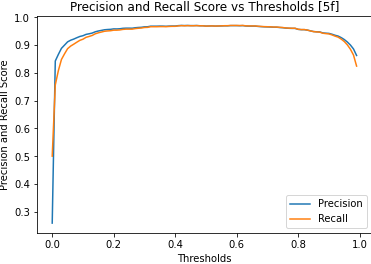 Precision and Recall Score vs Thresholds [5f]
Precision and Recall Score
1.0
0.9
0.8
0.7
0.6
0.5
0.4
0.3
0.0
0.2
0.4
0.6
0.8
1.0
Thresholds
Precision
Recall